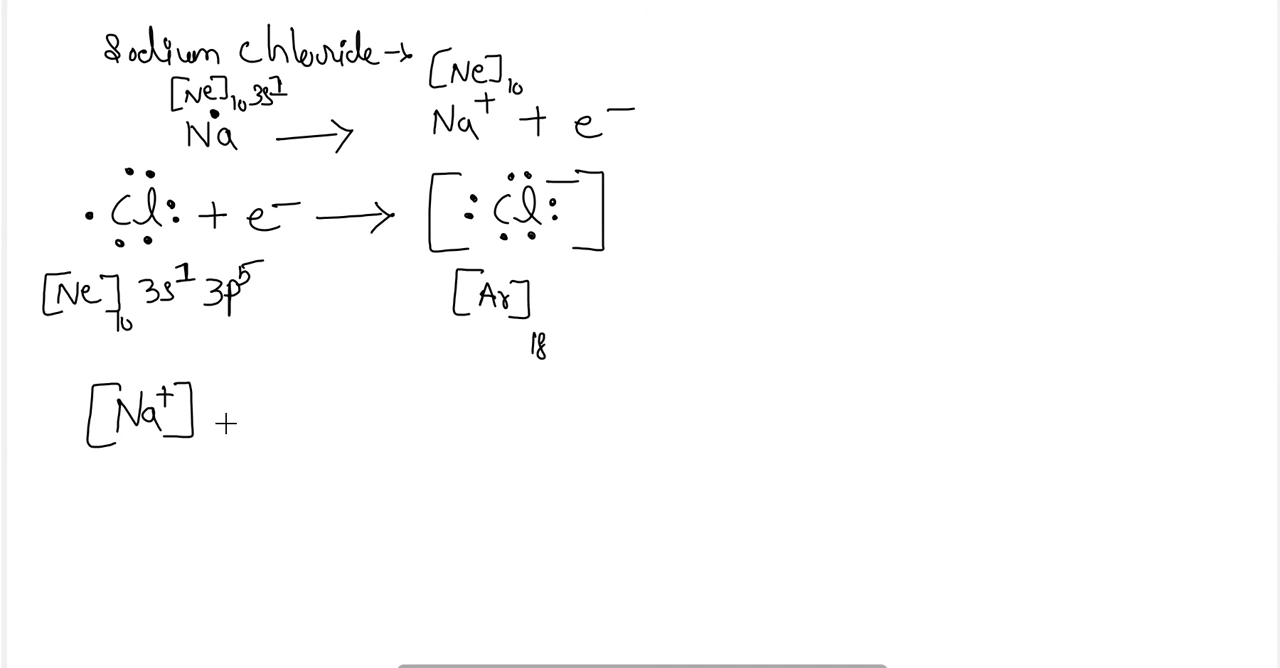 Sodium chloride → [Ne]₁₀
[Ne]₁₀ 3s¹
Na → Na⁺ + e⁻
·Cl: + e⁻ → [:Cl:⁻]
[Ne]₁₀ 3s¹ 3p⁵ [Ar]₁₈
[Na⁺] +